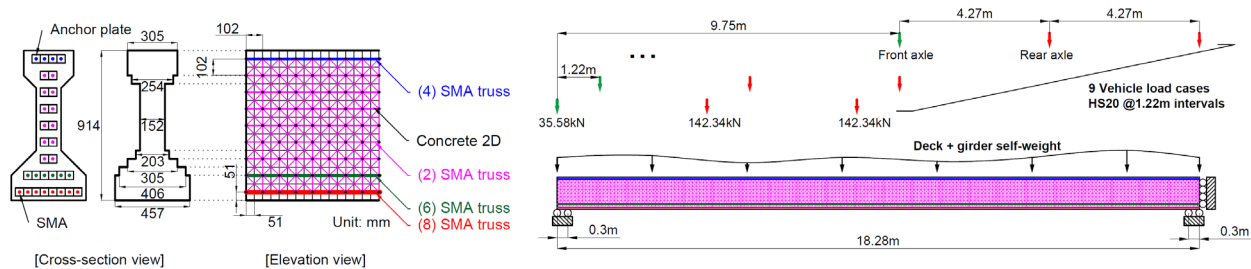 Anchor plate
305
914
254
152
203
305
406
457
SMA
[Cross-section view]
102
102
51
51
(4) SMA truss
Concrete 2D
(2) SMA truss
(6) SMA truss
(8) SMA truss
Unit: mm
[Elevation view]
4.27m
4.27m
9.75m
Front axle
Rear axle
...
1.22m
9 Vehicle load cases
HS20 @1.22m intervals
35.58kN
142.34kN
142.34kN
Deck + girder self-weight
0.3m
0.3m
18.28m